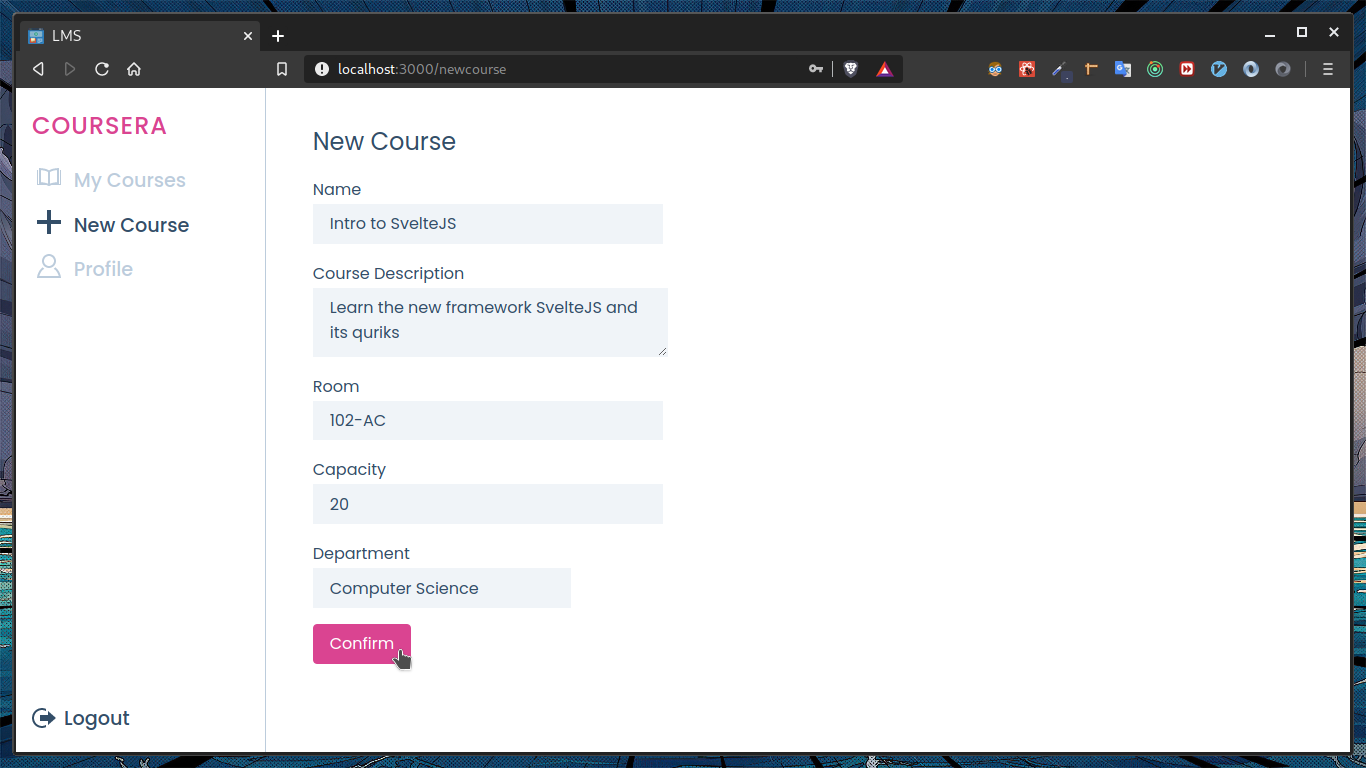 LMS
localhost:3000/newcourse
COURSERA
My Courses
New Course
Profile
Logout
New Course
Name
Intro to SvelteJS
Course Description
Learn the new framework SvelteJS and
its quriks
Room
102-AC
Capacity
20
Department
Computer Science
Confirm